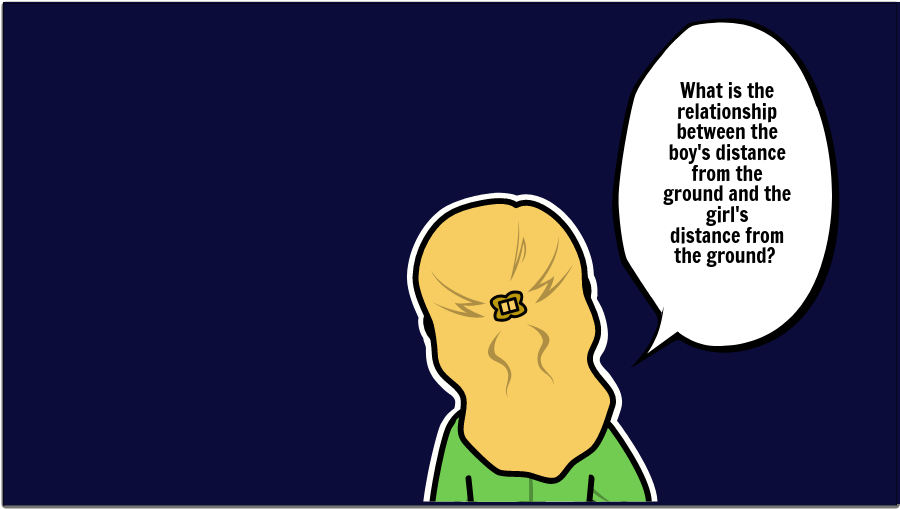 What is the
relationship
between the
boy's distance
from the
ground and the
girl's
distance from
the ground?